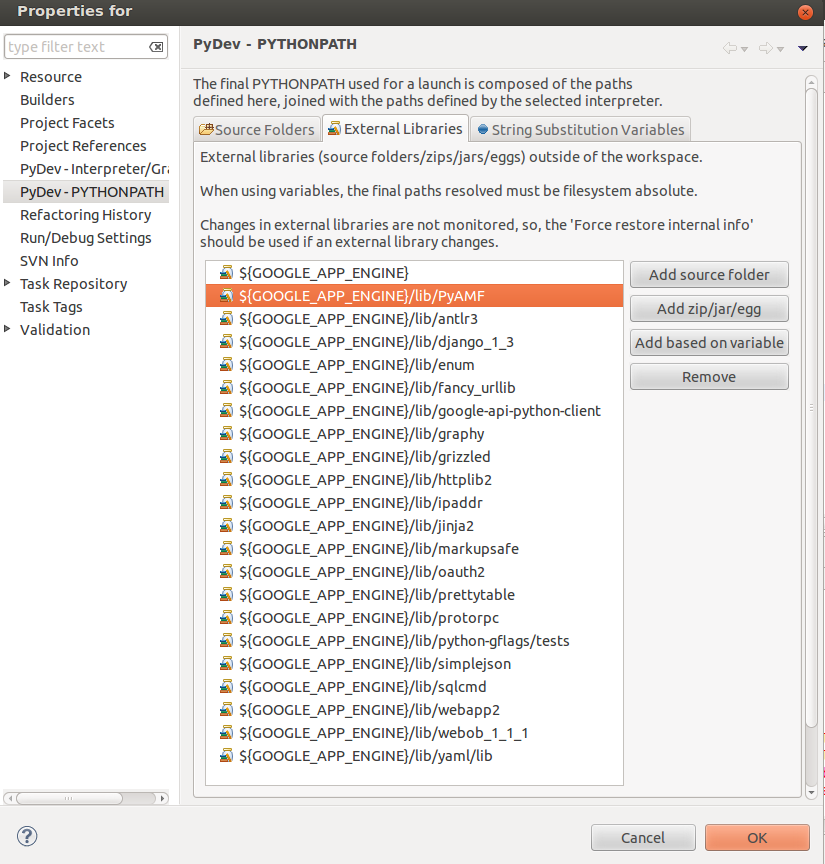 Properties for
type filter text
Resource
Builders
Project Facets
Project References
PyDev - Interpreter/Gra
PyDev - PYTHONPATH
Refactoring History
Run/Debug Settings
SVN Info
Task Repository
Task Tags
Validation
PyDev - PYTHONPATH
The final PYTHONPATH used for a launch is composed of the paths
defined here, joined with the paths defined by the selected interpreter.
Source Folders
External Libraries
String Substitution Variables
External libraries (source folders/zips/jars/eggs) outside of the workspace.
When using variables, the final paths resolved must be filesystem absolute.
Changes in external libraries are not monitored, so, the 'Force restore internal info'
should be used if an external library changes.
${GOOGLE_APP_ENGINE}
${GOOGLE_APP_ENGINE}/lib/PyAMF
${GOOGLE_APP_ENGINE}/lib/antlr3
${GOOGLE_APP_ENGINE}/lib/django_1_3
${GOOGLE_APP_ENGINE}/lib/enum
${GOOGLE_APP_ENGINE}/lib/fancy_urllib
${GOOGLE_APP_ENGINE}/lib/google-api-python-client
${GOOGLE_APP_ENGINE}/lib/graphy
${GOOGLE_APP_ENGINE}/lib/grizzled
${GOOGLE_APP_ENGINE}/lib/httplib2
${GOOGLE_APP_ENGINE}/lib/ipaddr
${GOOGLE_APP_ENGINE}/lib/jinja2
${GOOGLE_APP_ENGINE}/lib/markupsafe
${GOOGLE_APP_ENGINE}/lib/oauth2
${GOOGLE_APP_ENGINE}/lib/prettytable
${GOOGLE_APP_ENGINE}/lib/protorpc
${GOOGLE_APP_ENGINE}/lib/python-gflags/tests
${GOOGLE_APP_ENGINE}/lib/simplejson
${GOOGLE_APP_ENGINE}/lib/sqlcmd
${GOOGLE_APP_ENGINE}/lib/webapp2
${GOOGLE_APP_ENGINE}/lib/webob_1_1_1
${GOOGLE_APP_ENGINE}/lib/yaml/lib
Add source folder
Add zip/jar/egg
Add based on variable
Remove
?
Cancel
OK